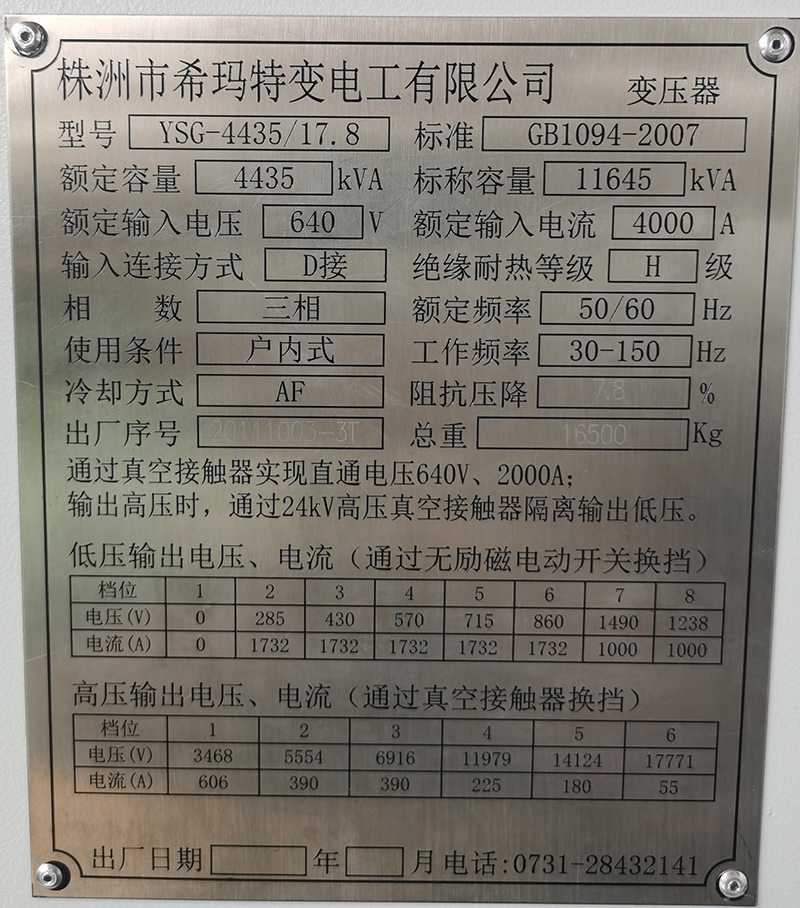 株洲市希玛特变电工有限公司 变压器
型号 YSG-4435/17.8 标准 GB1094-2007
额定容量 4435 kVA 标称容量 11645 kVA
额定输入电压 640 V 额定输入电流 4000 A
输入连接方式 D接 绝缘耐热等级 H 级
相 数 三相 额定频率 50/60 Hz
使用条件 户内式 工作频率 30-150 Hz
冷却方式 AF 阻抗压降 7.8 %
出厂序号 20111003-3T 总重 16500 Kg
通过真空接触器实现直通电压640V、2000A;
输出高压时，通过24kV高压真空接触器隔离输出低压。
低压输出电压、电流（通过无励磁电动开关换挡）
档位 1 2 3 4 5 6 7 8
电压(V) 0 285 430 570 715 860 1490 1238
电流(A) 0 1732 1732 1732 1732 1732 1000 1000
高压输出电压、电流（通过真空接触器换挡）
档位 1 2 3 4 5 6
电压(V) 3468 5554 6916 11979 14124 17771
电流(A) 606 390 390 225 180 55
出厂日期 年 月 电话:0731-28432141